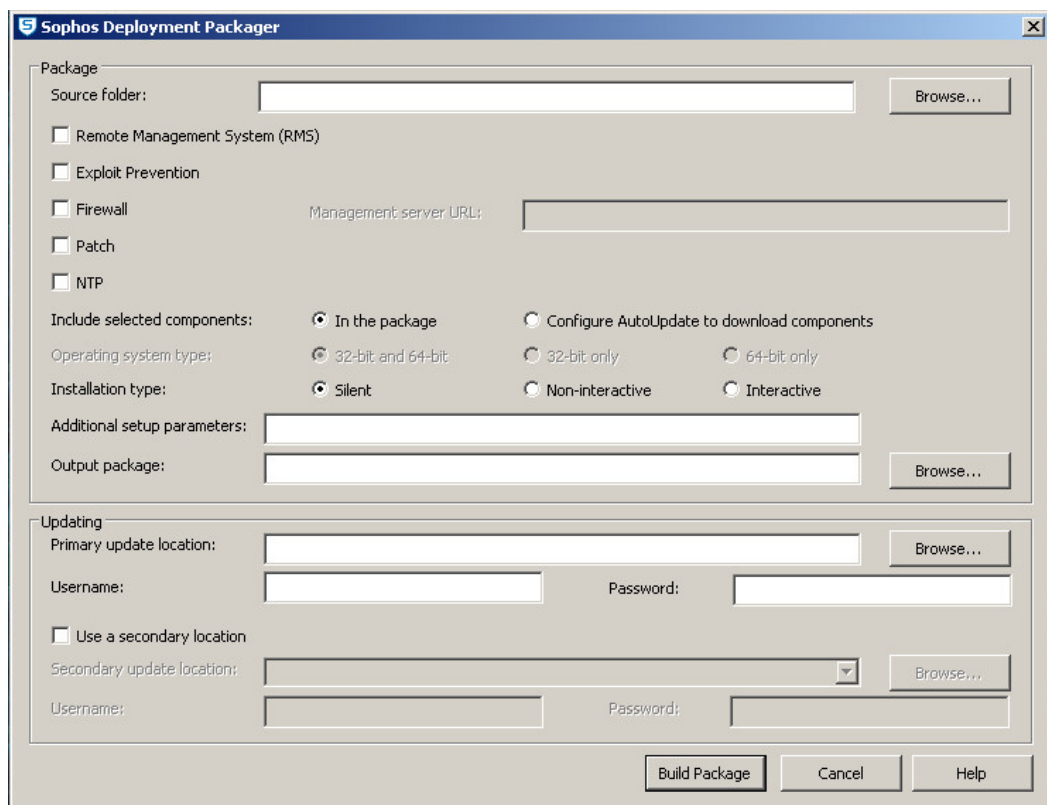 Sophos Deployment Packager
Package
Source folder: Browse...
Remote Management System (RMS)
Exploit Prevention
Firewall Management server URL:
Patch
NTP
Include selected components: In the package Configure AutoUpdate to download components
Operating system type: 32-bit and 64-bit 32-bit only 64-bit only
Installation type: Silent Non-interactive Interactive
Additional setup parameters:
Output package: Browse...
Updating
Primary update location: Browse...
Username: Password:
Use a secondary location
Secondary update location: Browse...
Username: Password:
Build Package Cancel Help